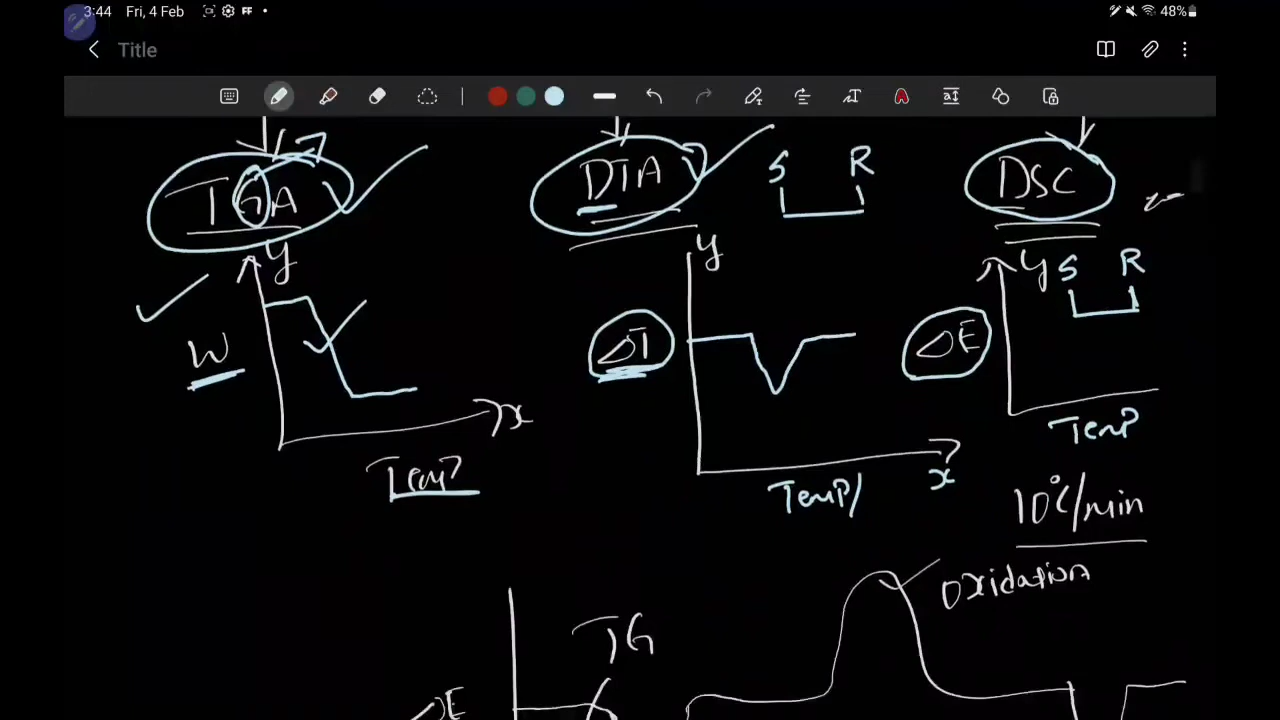 3:44 Fri, 4 Feb FF 48%
Title
TGA
DTA
S R
DSC
y
W
x
Temp
y
ΔT
x
Temp/
y
S R
ΔE
Temp
10°C/min
oxidation
TG
ΔE